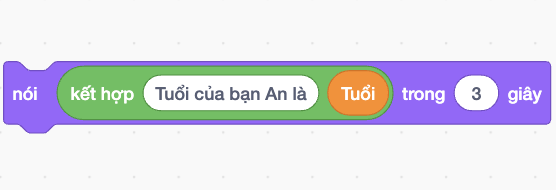 nói kết hợp Tuổi của bạn An là Tuổi trong 3 giây